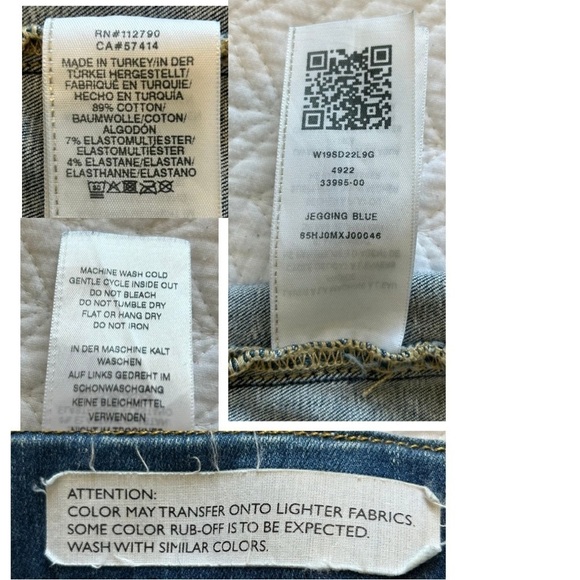 RN#112790
CA#57414
MADE IN TURKEY/IN DER
TÜRKEI HERGESTELLT/
FABRIQUÉ EN TURQUIE/
HECHO EN TURQUÍA
89% COTTON/
BAUMWOLLE/COTON/
ALGODÓN
7% ELASTOMULTIESTER/
ELASTOMULTIÉSTER
4% ELASTANE/ELASTAN/
ÉLASTHANNE/ELASTANO
W19SD22L9G
4922
33995-00
JEGGING BLUE
65HJ0MXJ00046
MACHINE WASH COLD
GENTLE CYCLE INSIDE OUT
DO NOT BLEACH
DO NOT TUMBLE DRY
FLAT OR HANG DRY
DO NOT IRON
IN DER MASCHINE KALT
WASCHEN
AUF LINKS GEDREHT IM
SCHONWASCHGANG
KEINE BLEICHMITTEL
VERWENDEN
ATTENTION:
COLOR MAY TRANSFER ONTO LIGHTER FABRICS.
SOME COLOR RUB-OFF IS TO BE EXPECTED.
WASH WITH SIMILAR COLORS.